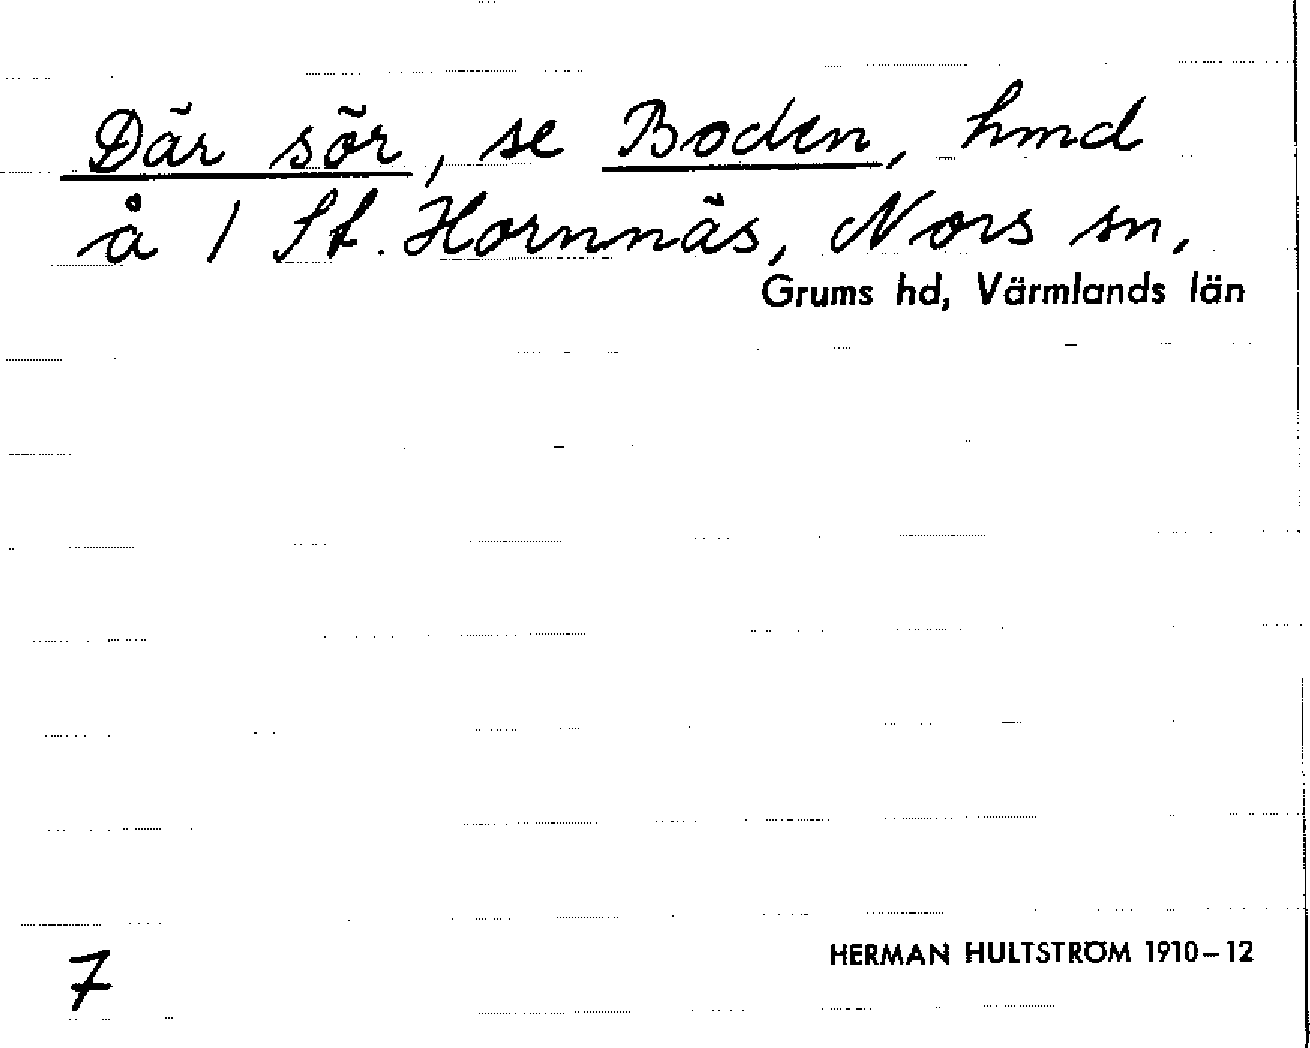 Där sör, se Boden, hmd
å 1 St. Hornnäs, Nors sn,
Grums hd, Värmlands län
HERMAN HULTSTRÖM 1910–12
7